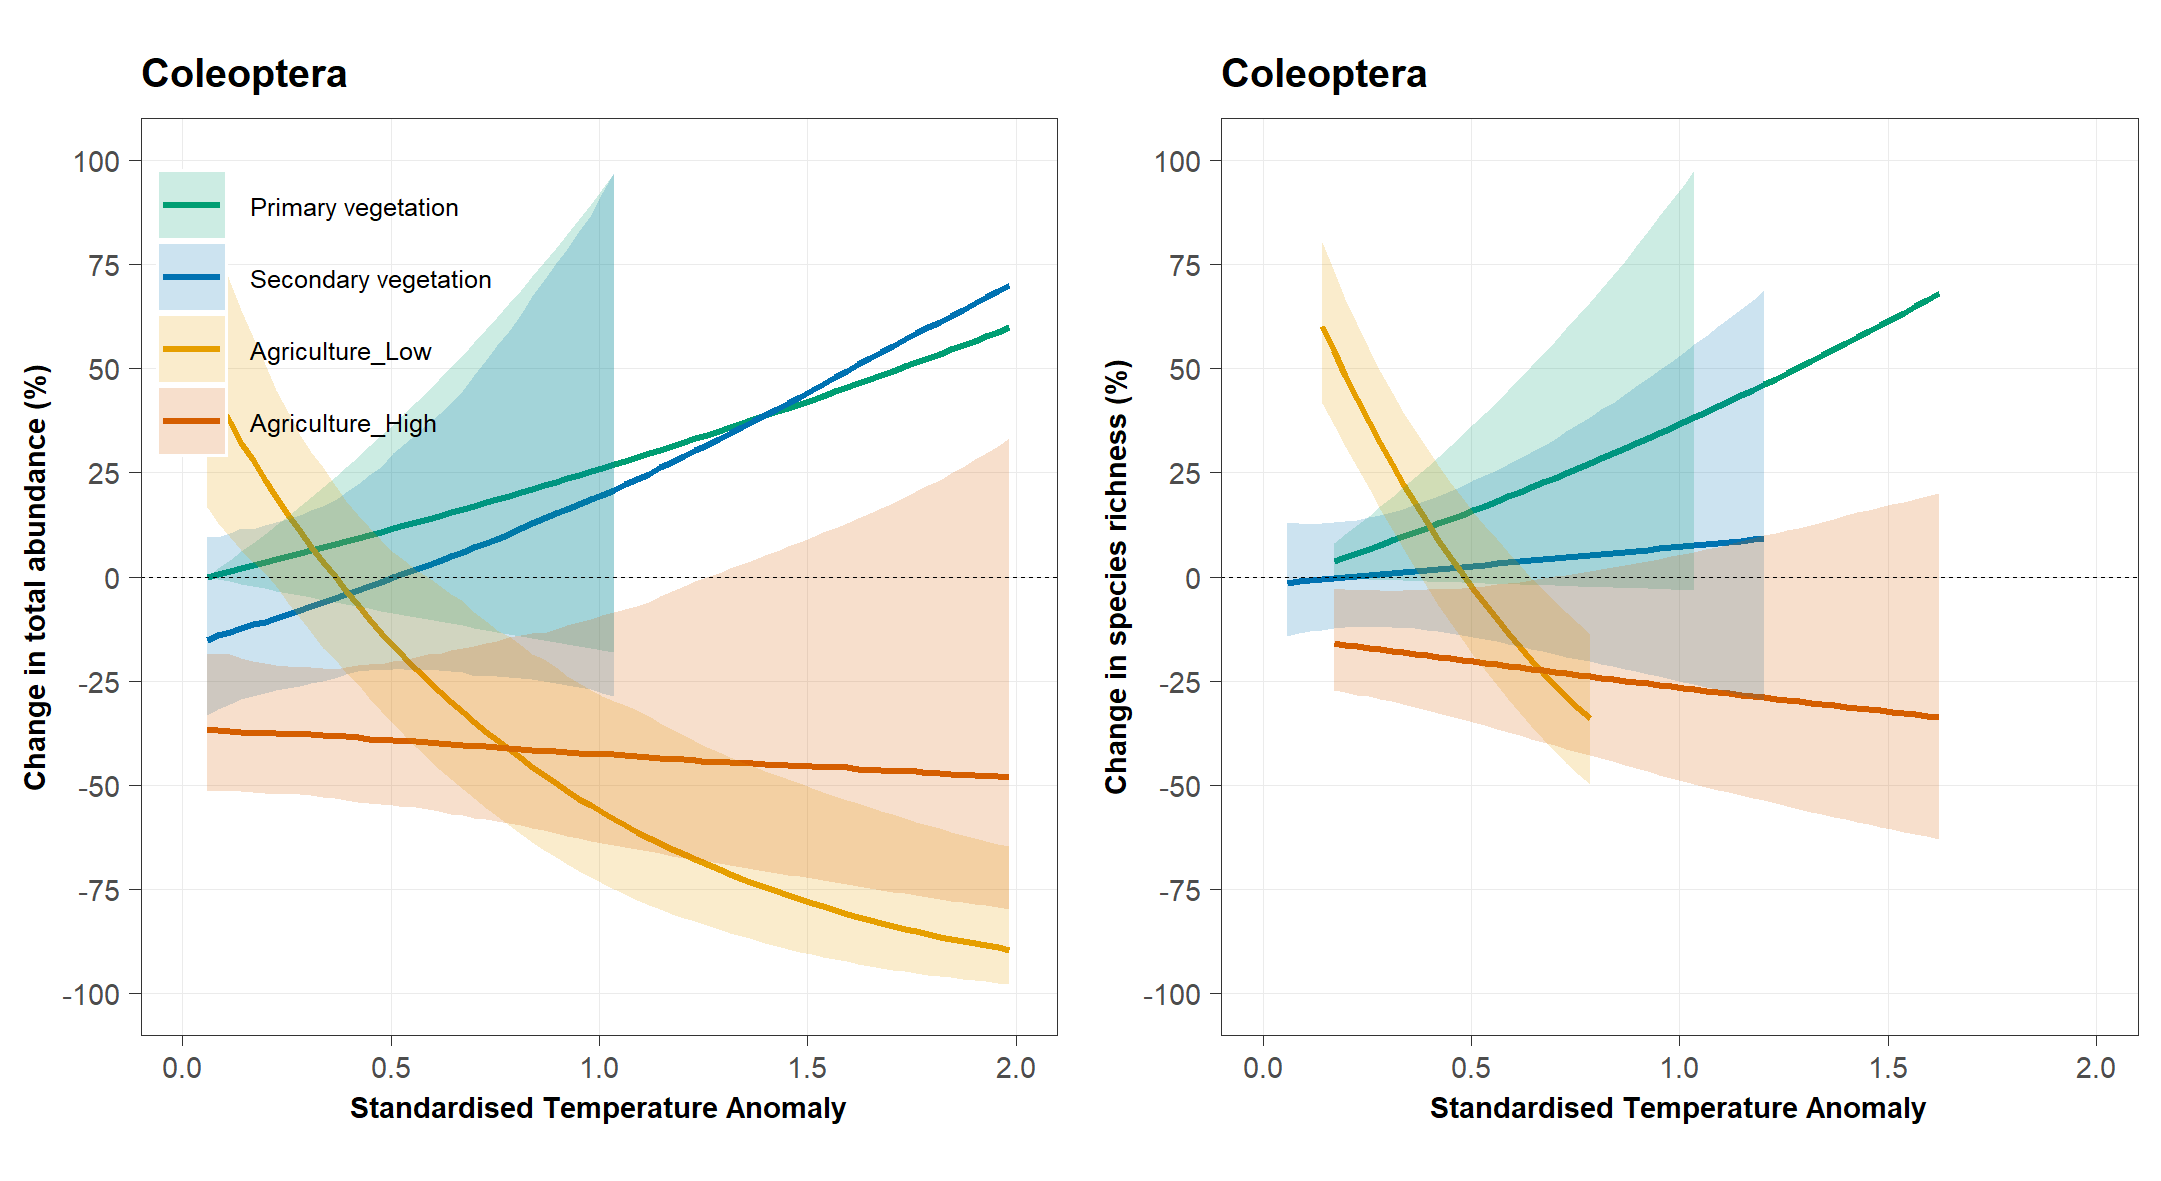 Coleoptera
100
75
50
25
0
-25
-50
-75
-100
Change in total abundance (%)
Primary vegetation
Secondary vegetation
Agriculture_Low
Agriculture_High
0.0 0.5 1.0 1.5 2.0
Standardised Temperature Anomaly
Coleoptera
100
75
50
25
0
-25
-50
-75
-100
Change in species richness (%)
0.0 0.5 1.0 1.5 2.0
Standardised Temperature Anomaly